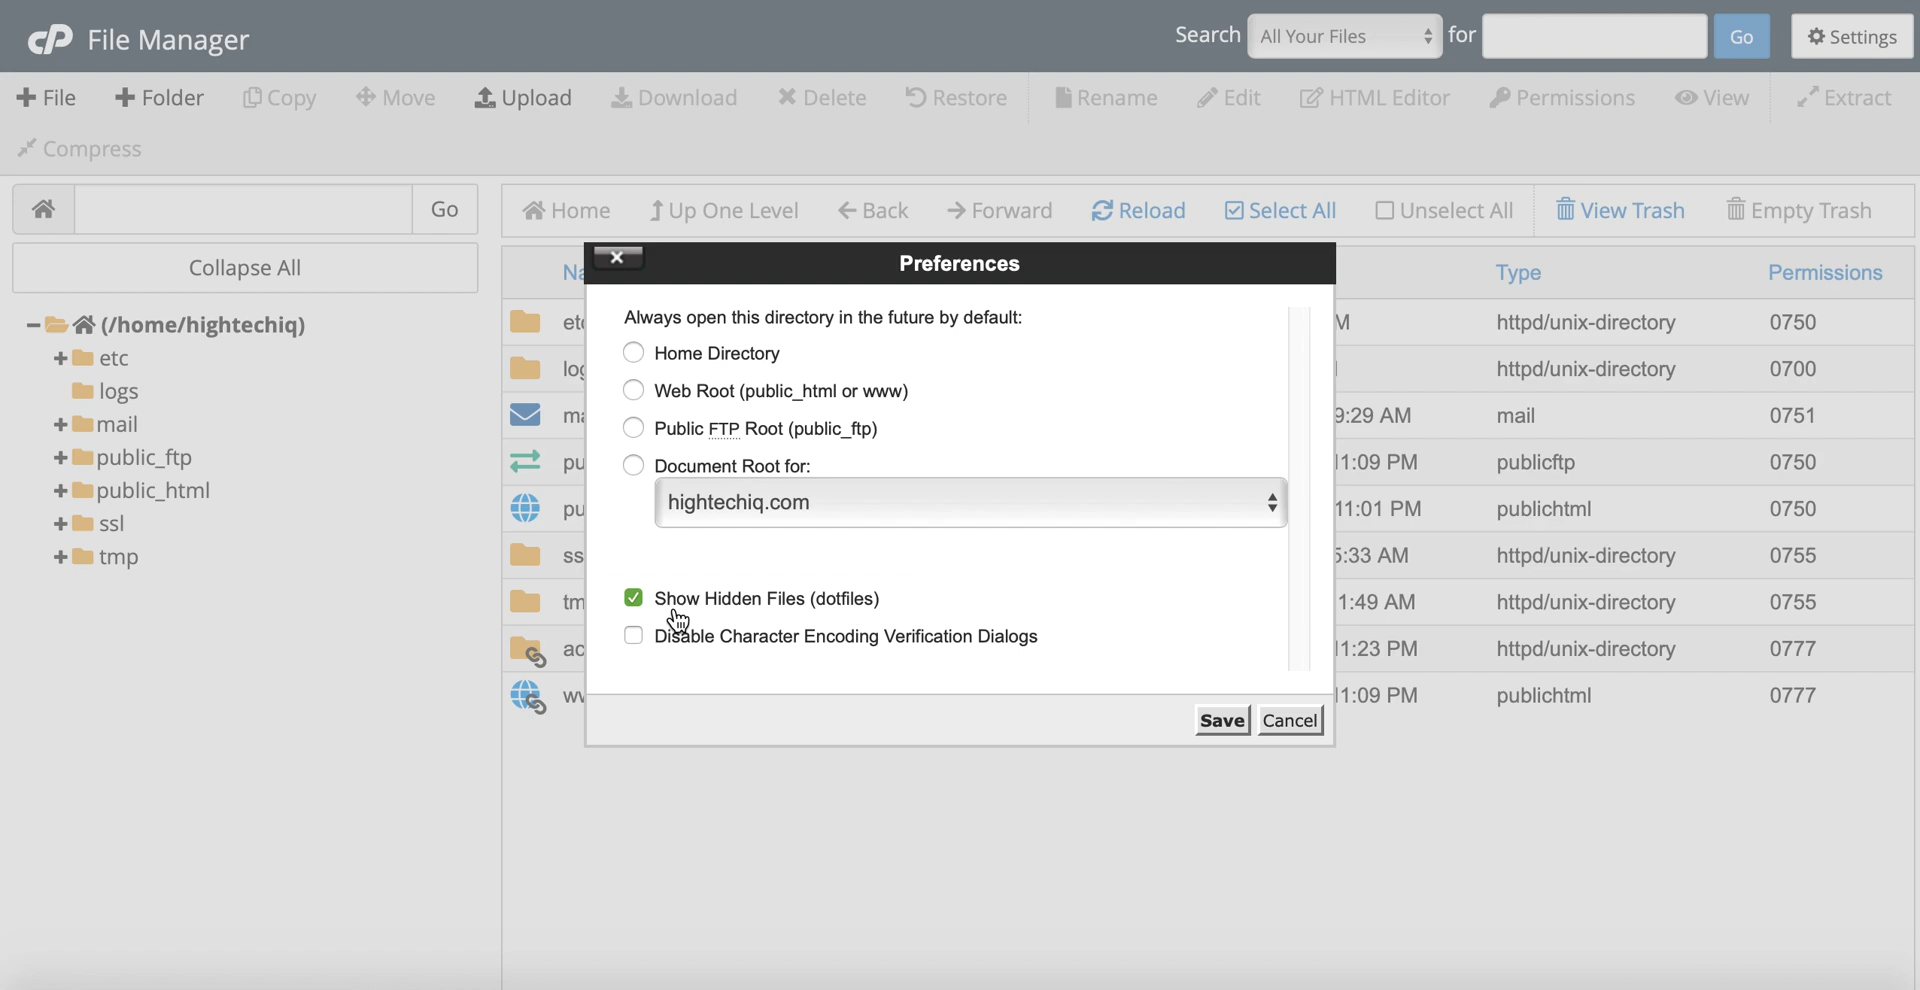 cP File Manager
Search All Your Files for Go Settings
File Folder Copy Move Upload Download Delete Restore Rename Edit HTML Editor Permissions View Extract
Compress
Go Home Up One Level Back Forward Reload Select All Unselect All View Trash Empty Trash
Collapse All
(/home/hightechiq)
etc
logs
mail
public_ftp
public_html
ssl
tmp
Preferences
Always open this directory in the future by default:
Home Directory
Web Root (public_html or www)
Public FTP Root (public_ftp)
Document Root for:
hightechiq.com
Show Hidden Files (dotfiles)
Disable Character Encoding Verification Dialogs
Save Cancel
Type Permissions
httpd/unix-directory 0750
httpd/unix-directory 0700
9:29 AM mail 0751
11:09 PM publicftp 0750
11:01 PM publichtml 0750
5:33 AM httpd/unix-directory 0755
1:49 AM httpd/unix-directory 0755
11:23 PM httpd/unix-directory 0777
11:09 PM publichtml 0777